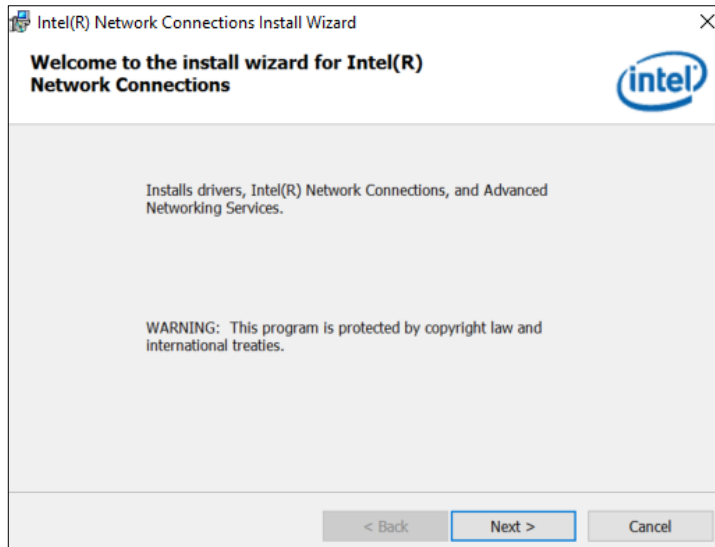 Intel(R) Network Connections Install Wizard
Welcome to the install wizard for Intel(R)
Network Connections
intel
Installs drivers, Intel(R) Network Connections, and Advanced
Networking Services.
WARNING:  This program is protected by copyright law and
international treaties.
< Back
Next >
Cancel